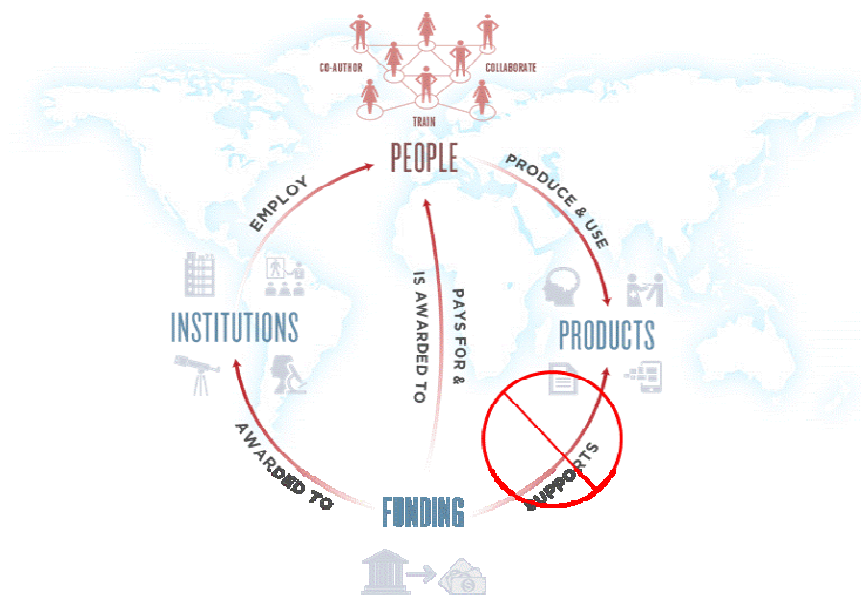 CO-AUTHOR
COLLABORATE
TRAIN
PEOPLE
EMPLOY
PRODUCE & USE
INSTITUTIONS
IS AWARDED TO
PAYS FOR &
PRODUCTS
AWARDED TO
SUPPORTS
FUNDING
$